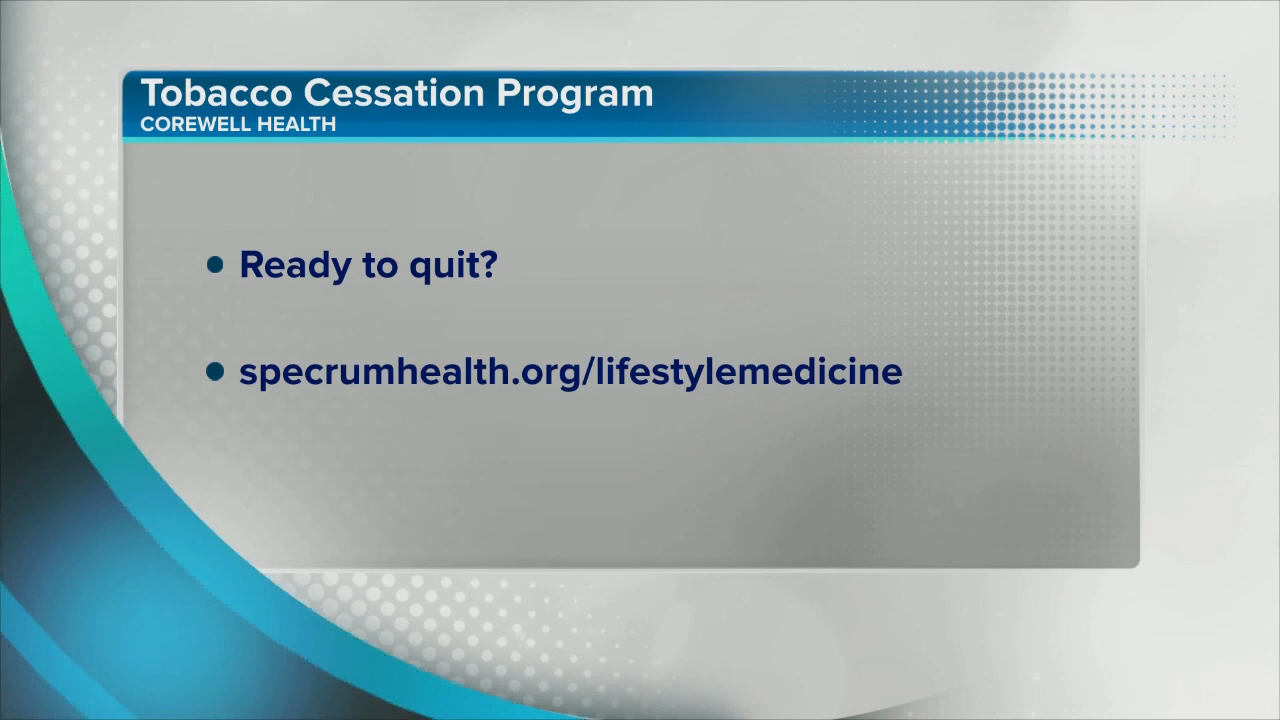 Tobacco Cessation Program
COREWELL HEALTH
• Ready to quit?
• specrumhealth.org/lifestylemedicine